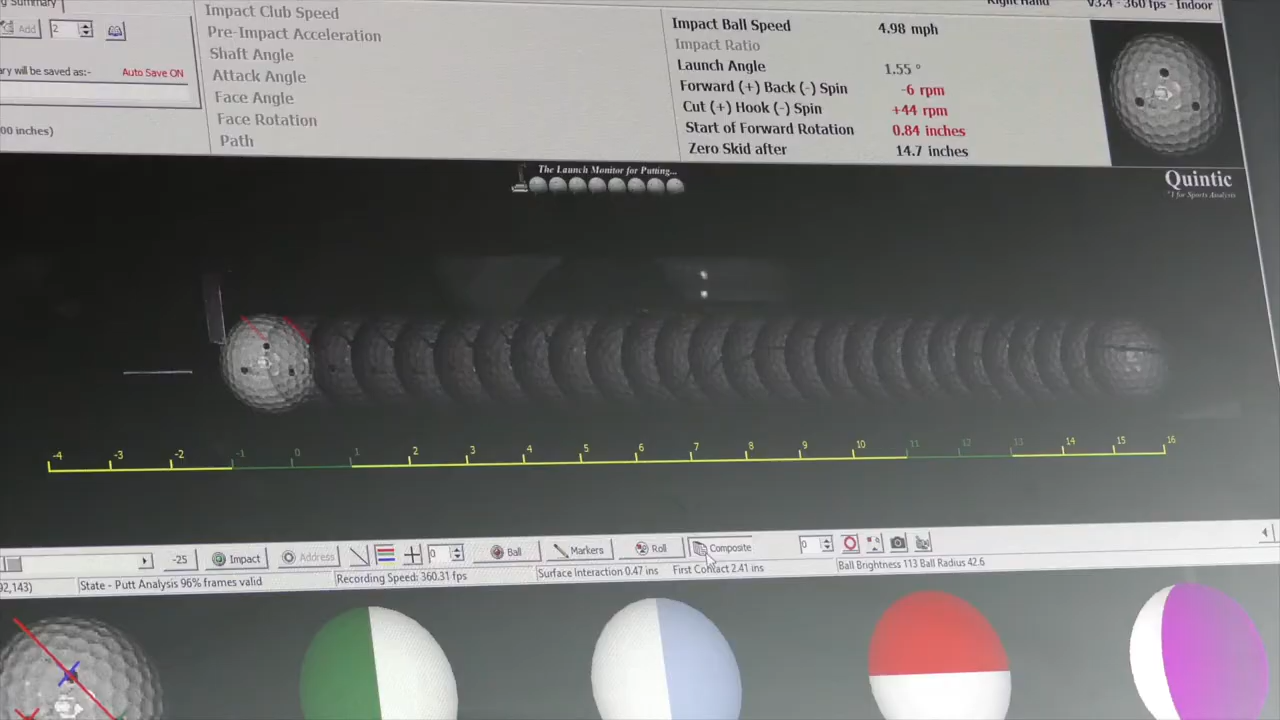 g Summary
Add
2
ary will be saved as:-
Auto Save ON
00 inches)
Impact Club Speed
Pre-Impact Acceleration
Shaft Angle
Attack Angle
Face Angle
Face Rotation
Path
Impact Ball Speed 4.98 mph
Impact Ratio
Launch Angle 1.55 °
Forward (+) Back (-) Spin -6 rpm
Cut (+) Hook (-) Spin +44 rpm
Start of Forward Rotation 0.84 inches
Zero Skid after 14.7 inches
Right Hand
v3.4 - 360 fps - Indoor
The Launch Monitor for Putting...
Quintic
#1 for Sports Analysis
-4 -3 -2 -1 0 1 2 3 4 5 6 7 8 9 10 11 12 13 14 15 16
-25 Impact Address 0 Ball Markers Roll Composite 0
92,143) State - Putt Analysis 96% frames valid Recording Speed: 360.31 fps Surface Interaction 0.47 ins First Contact 2.41 ins Ball Brightness 113 Ball Radius 42.6